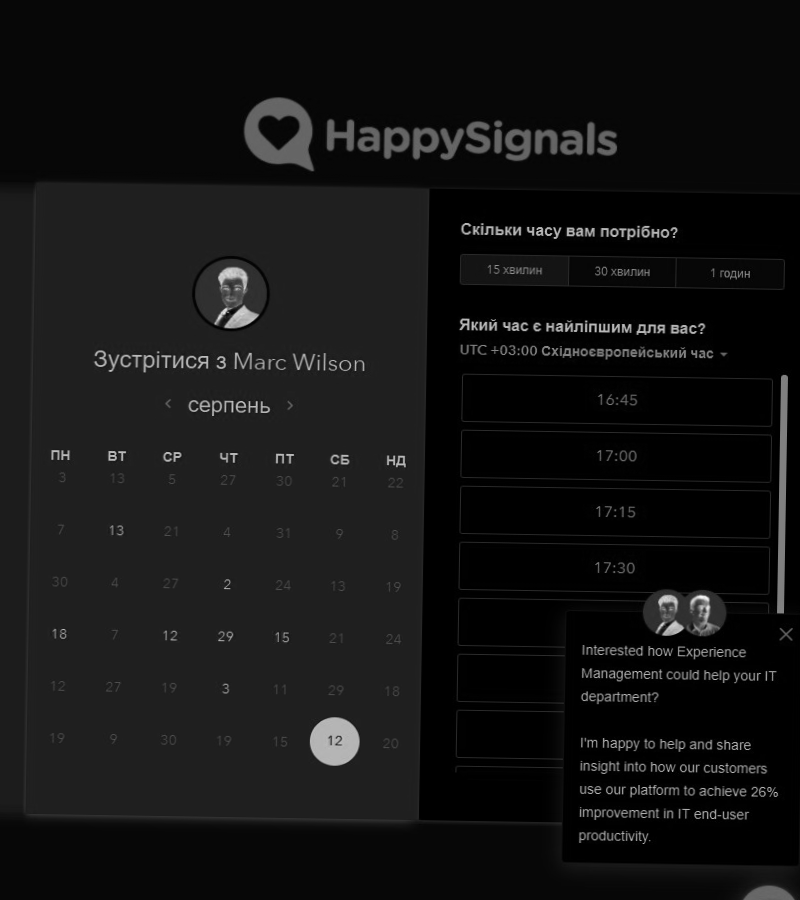 HappySignals
Зустрітися з Marc Wilson
серпень
ПН ВТ СР ЧТ ПТ СБ НД
3 13 5 27 30 21 22
7 13 21 4 31 9 8
30 4 27 2 24 13 19
18 7 12 29 15 21 24
12 27 19 3 11 29 18
19 9 30 19 15 12 20
Скільки часу вам потрібно?
15 хвилин 30 хвилин 1 годин
Який час є найліпшим для вас?
UTC +03:00 Східноєвропейський час
16:45
17:00
17:15
17:30
Interested how Experience
Management could help your IT
department?
I'm happy to help and share
insight into how our customers
use our platform to achieve 26%
improvement in IT end-user
productivity.